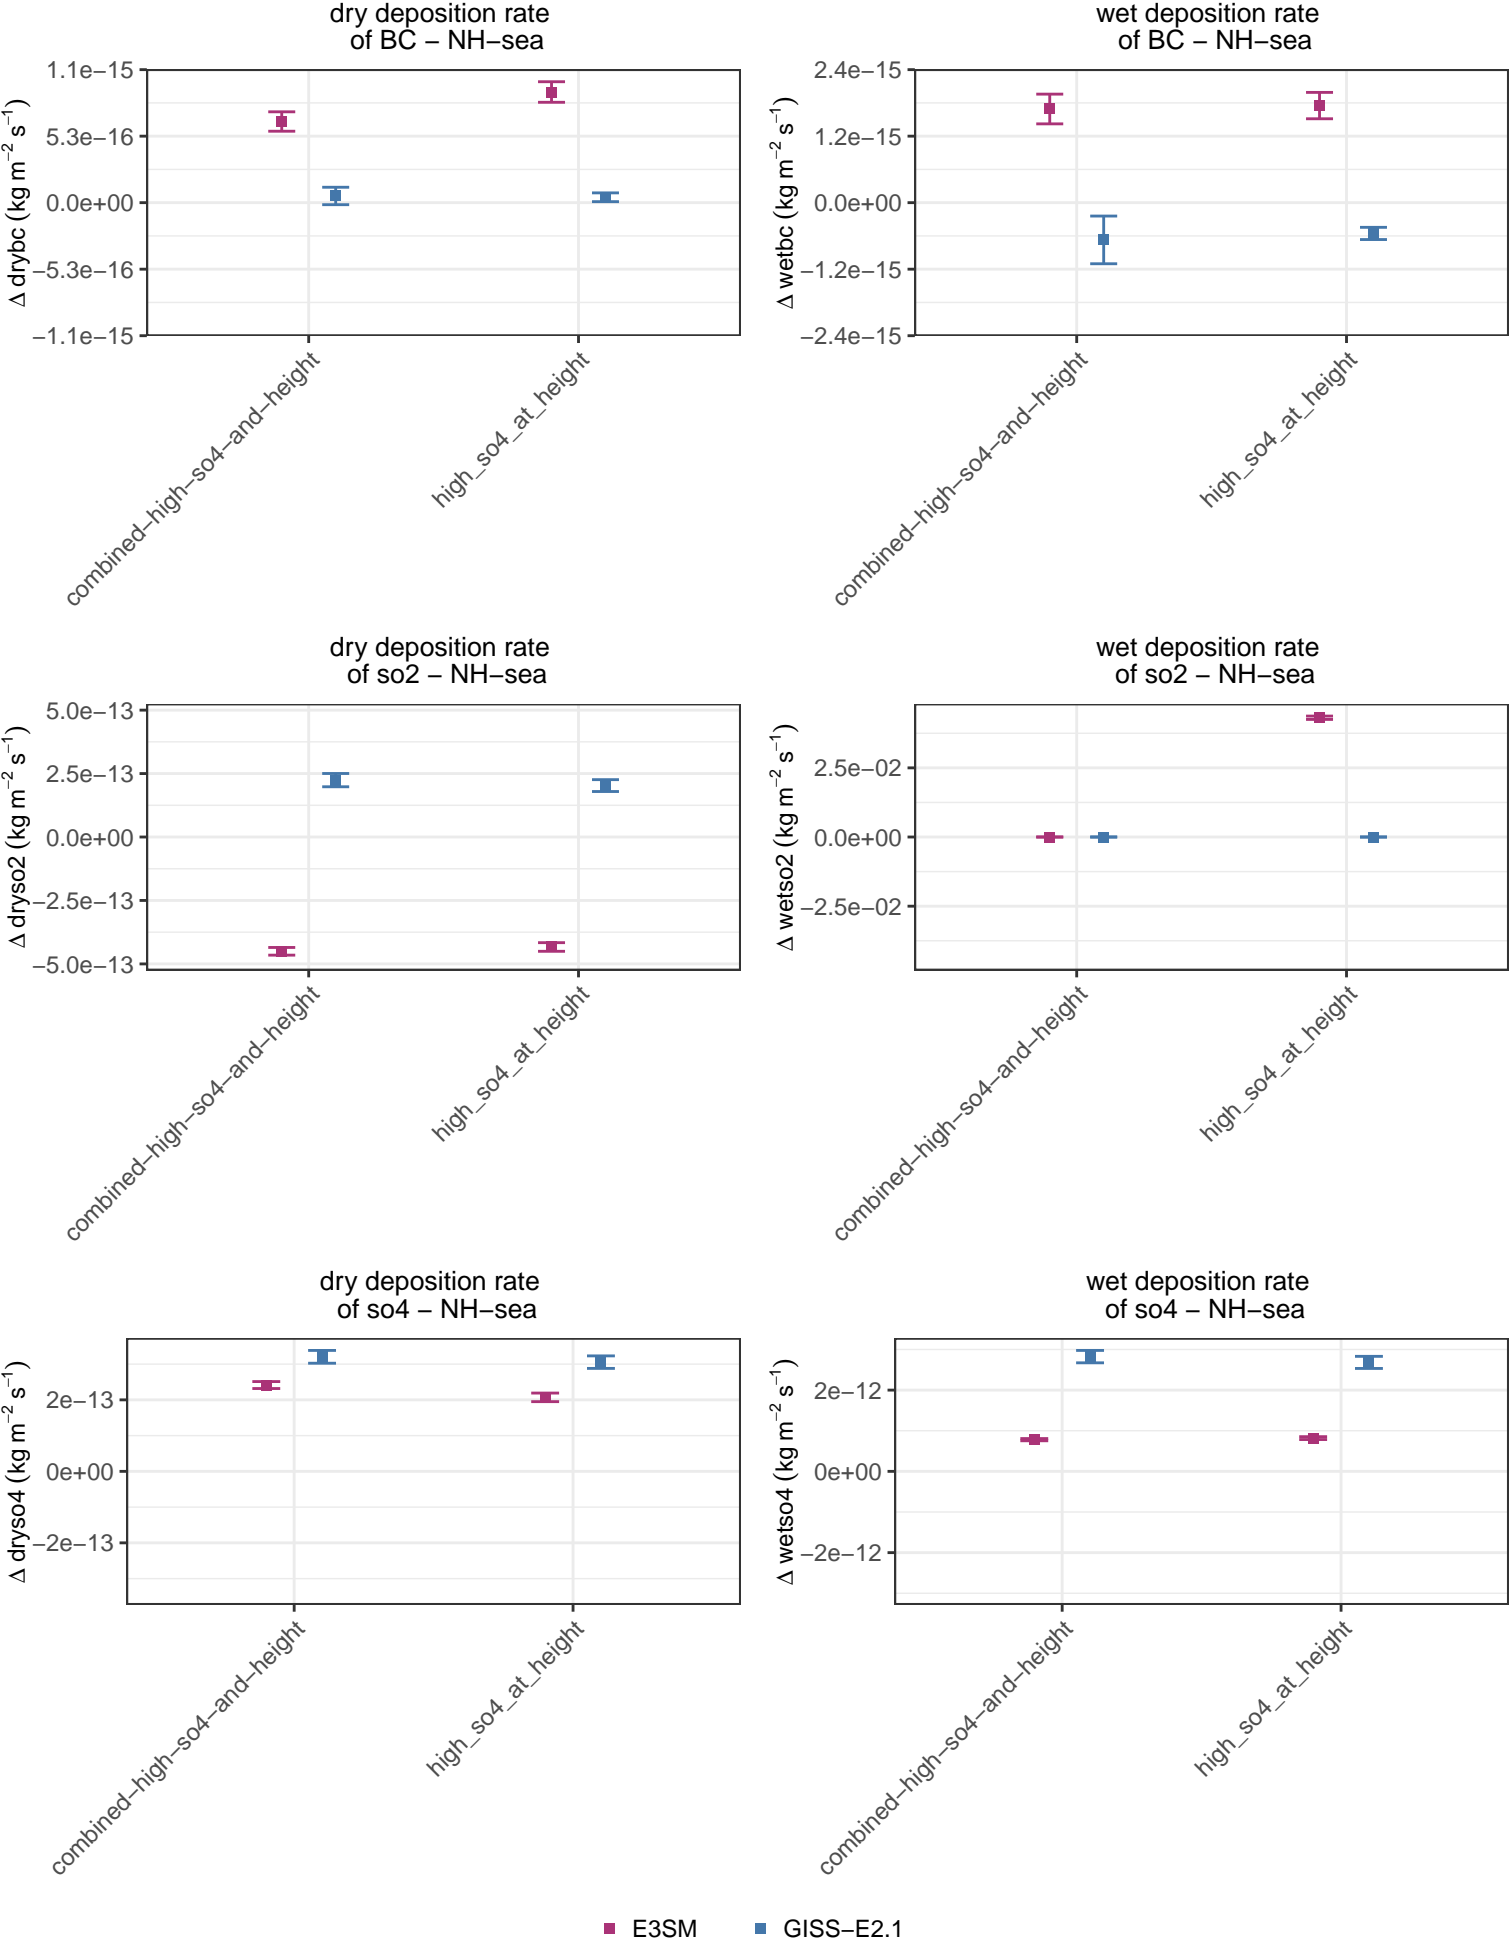 dry deposition rate
of BC − NH−sea
Δ drybc (kg m⁻² s⁻¹)
1.1e−15
5.3e−16
0.0e+00
−5.3e−16
−1.1e−15
combined−high−so4−and−height
high_so4_at_height
wet deposition rate
of BC − NH−sea
Δ wetbc (kg m⁻² s⁻¹)
2.4e−15
1.2e−15
0.0e+00
−1.2e−15
−2.4e−15
combined−high−so4−and−height
high_so4_at_height
dry deposition rate
of so2 − NH−sea
Δ dryso2 (kg m⁻² s⁻¹)
5.0e−13
2.5e−13
0.0e+00
−2.5e−13
−5.0e−13
combined−high−so4−and−height
high_so4_at_height
wet deposition rate
of so2 − NH−sea
Δ wetso2 (kg m⁻² s⁻¹)
2.5e−02
0.0e+00
−2.5e−02
combined−high−so4−and−height
high_so4_at_height
dry deposition rate
of so4 − NH−sea
Δ dryso4 (kg m⁻² s⁻¹)
2e−13
0e+00
−2e−13
combined−high−so4−and−height
high_so4_at_height
wet deposition rate
of so4 − NH−sea
Δ wetso4 (kg m⁻² s⁻¹)
2e−12
0e+00
−2e−12
combined−high−so4−and−height
high_so4_at_height
E3SM
GISS−E2.1